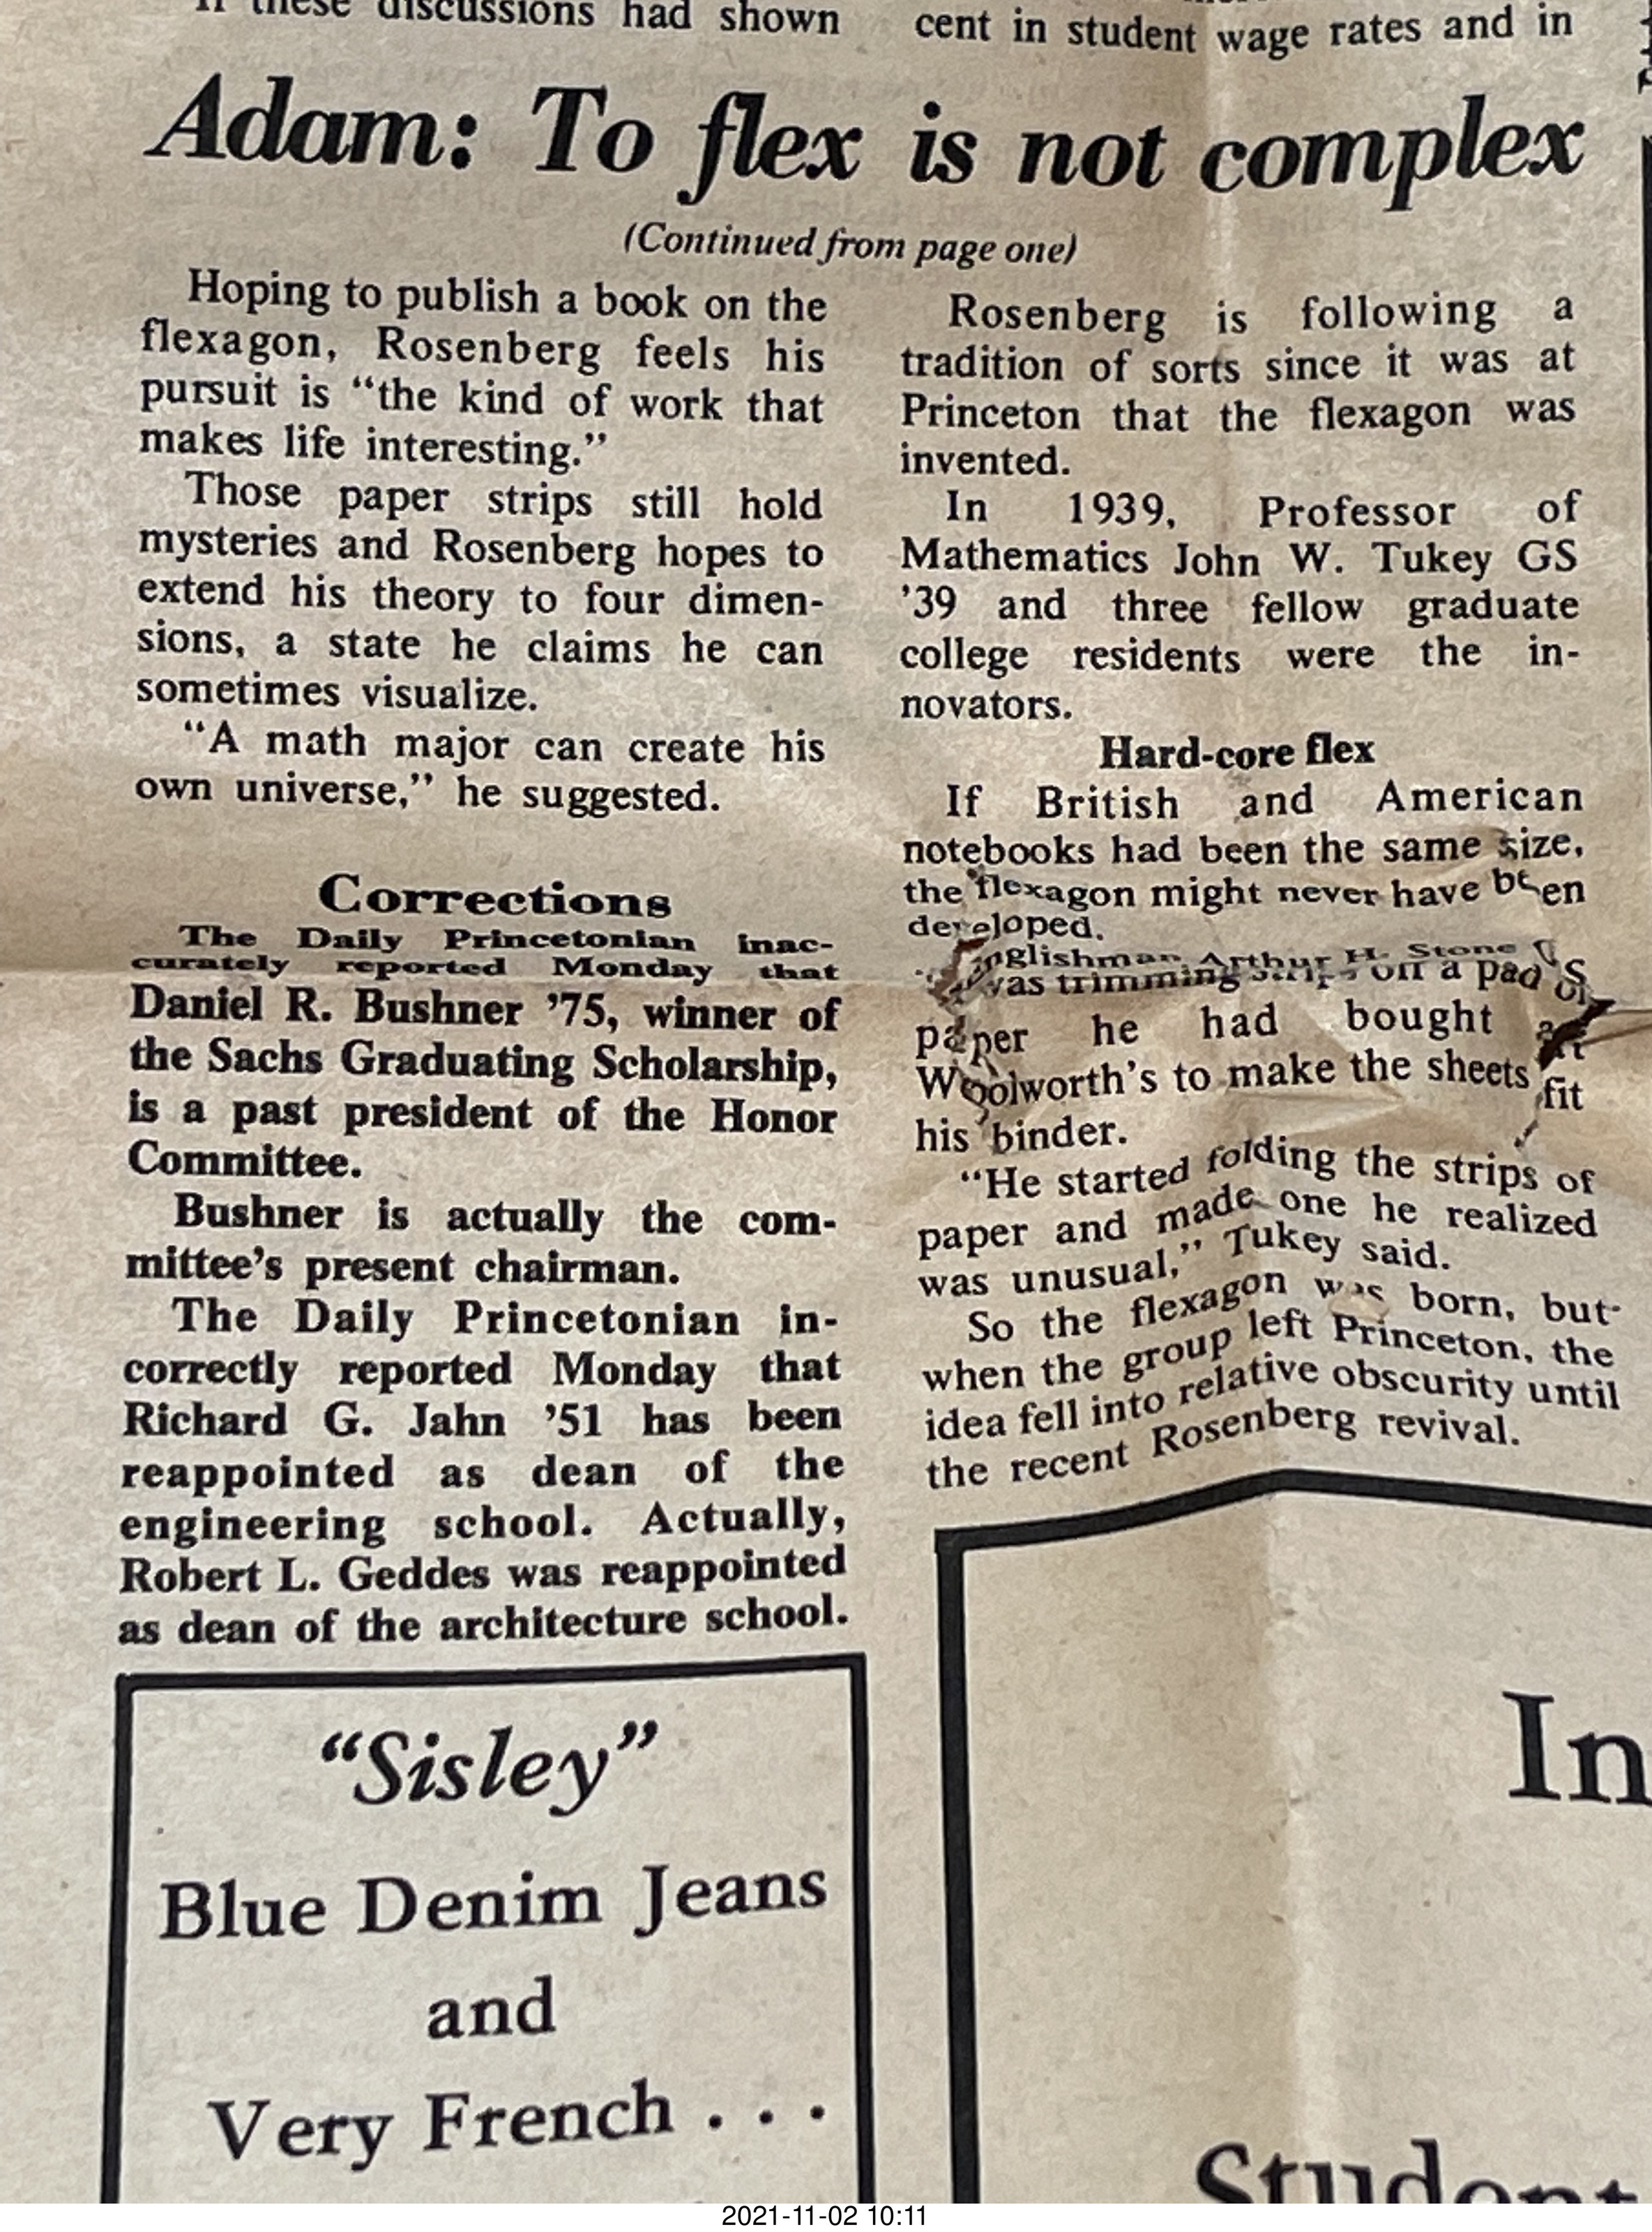 these discussions had shown
cent in student wage rates and in
Adam: To flex is not complex
(Continued from page one)
Hoping to publish a book on the
flexagon, Rosenberg feels his
pursuit is “the kind of work that
makes life interesting.”
Those paper strips still hold
mysteries and Rosenberg hopes to
extend his theory to four dimen-
sions, a state he claims he can
sometimes visualize.
“A math major can create his
own universe,” he suggested.
Corrections
The Daily Princetonian inac-
curately reported Monday that
Daniel R. Bushner ’75, winner of
the Sachs Graduating Scholarship,
is a past president of the Honor
Committee.
Bushner is actually the com-
mittee’s present chairman.
The Daily Princetonian in-
correctly reported Monday that
Richard G. Jahn ’51 has been
reappointed as dean of the
engineering school. Actually,
Robert L. Geddes was reappointed
as dean of the architecture school.
“Sisley”
Blue Denim Jeans
and
Very French . . .
Rosenberg is following a
tradition of sorts since it was at
Princeton that the flexagon was
invented.
In 1939, Professor of
Mathematics John W. Tukey GS
’39 and three fellow graduate
college residents were the in-
novators.
Hard-core flex
If British and American
notebooks had been the same size,
the flexagon might never have been
developed.
Englishman Arthur H. Stone
was trimming strips off a pad of
paper he had bought at
Woolworth’s to make the sheets fit
his binder.
“He started folding the strips of
paper and made one he realized
was unusual,” Tukey said.
So the flexagon was born, but
when the group left Princeton, the
idea fell into relative obscurity until
the recent Rosenberg revival.
In
Student
2021-11-02 10:11